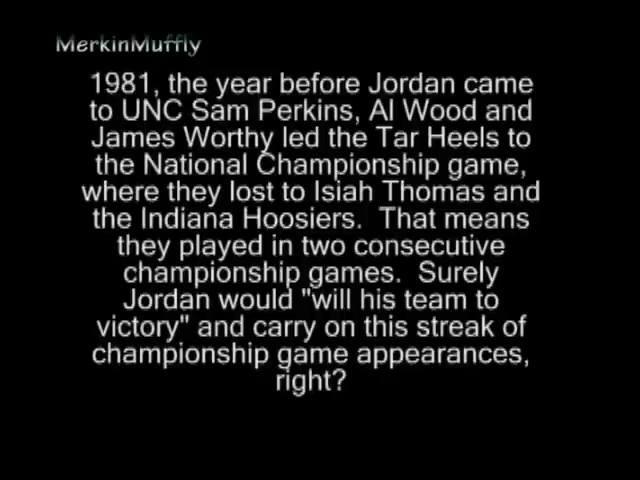 MerkinMuffly
1981, the year before Jordan came
to UNC Sam Perkins, Al Wood and
James Worthy led the Tar Heels to
the National Championship game,
where they lost to Isiah Thomas and
the Indiana Hoosiers.  That means
they played in two consecutive
championship games.  Surely
Jordan would "will his team to
victory" and carry on this streak of
championship game appearances,
right?